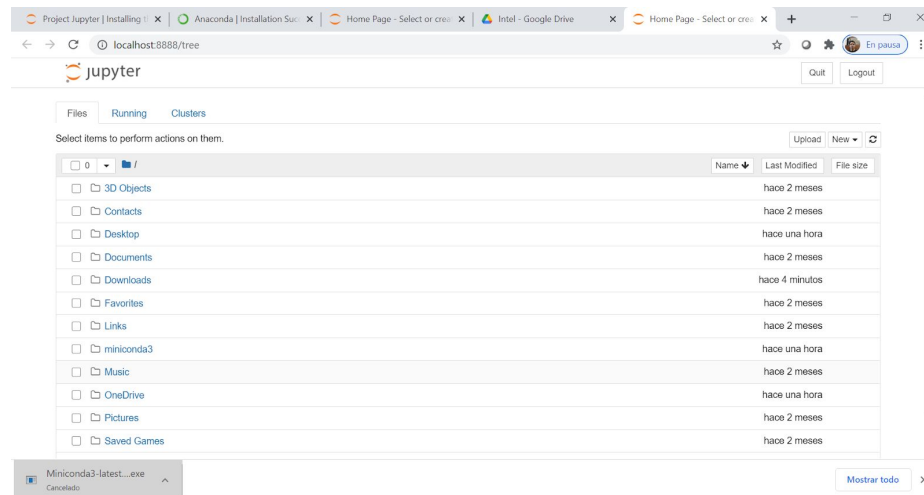 Project Jupyter | Installing t Anaconda | Installation Suc Home Page - Select or crea Intel - Google Drive Home Page - Select or crea
localhost:8888/tree En pausa
jupyter Quit Logout
Files Running Clusters
Select items to perform actions on them. Upload New
0 / Name Last Modified File size
3D Objects hace 2 meses
Contacts hace 2 meses
Desktop hace una hora
Documents hace 2 meses
Downloads hace 4 minutos
Favorites hace 2 meses
Links hace 2 meses
miniconda3 hace una hora
Music hace 2 meses
OneDrive hace una hora
Pictures hace 2 meses
Saved Games hace 2 meses
Miniconda3-latest....exe
Cancelado
Mostrar todo